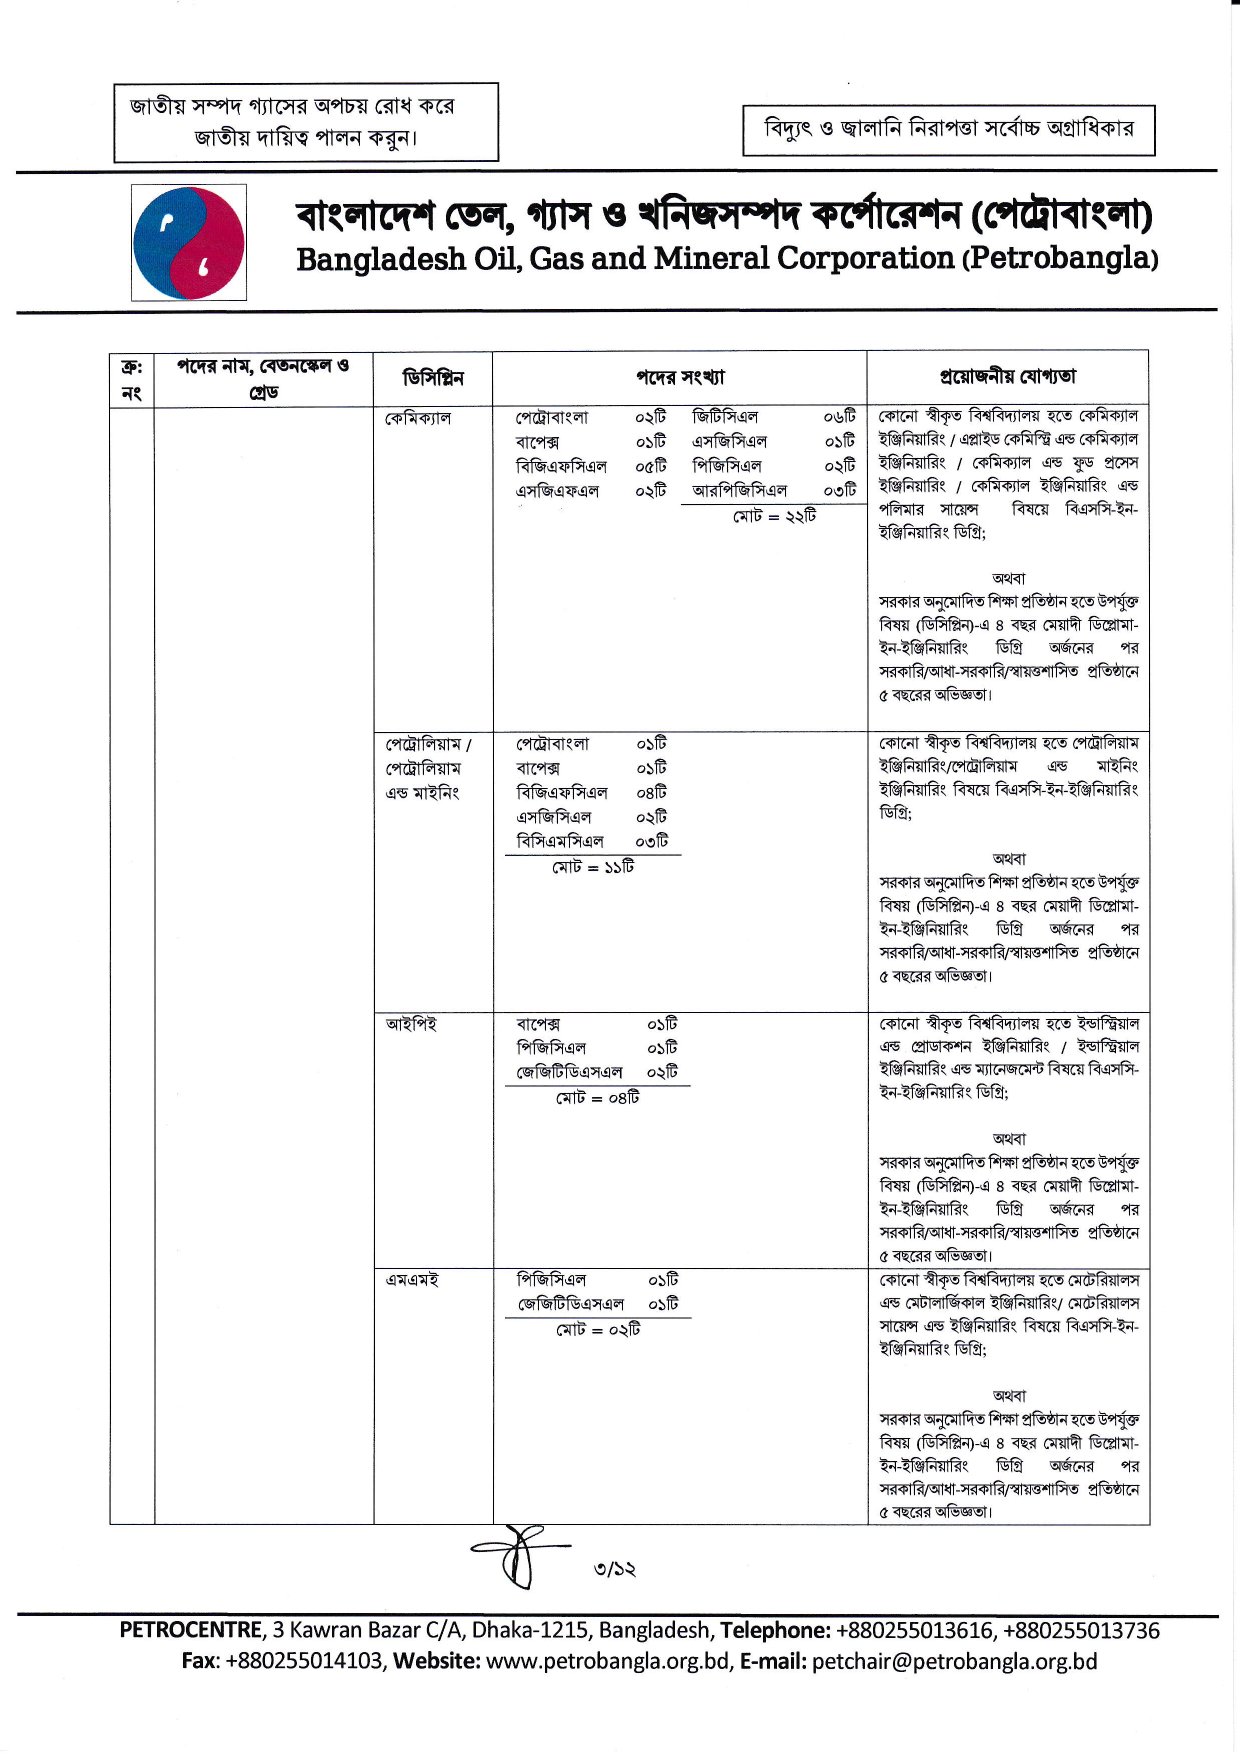 জাতীয় সম্পদ গ্যাসের অপচয় রোধ করে
জাতীয় দায়িত্ব পালন করুন।
বিদ্যুৎ ও জ্বালানি নিরাপত্তা সর্বোচ্চ অগ্রাধিকার
বাংলাদেশ তেল, গ্যাস ও খনিজসম্পদ কর্পোরেশন (পেট্রোবাংলা)
Bangladesh Oil, Gas and Mineral Corporation (Petrobangla)
ক্র: নং
পদের নাম, বেতনস্কেল ও গ্রেড
ডিসিপ্লিন
পদের সংখ্যা
প্রয়োজনীয় যোগ্যতা
কেমিক্যাল
পেট্রোবাংলা ০২টি জিটিসিএল ০৬টি
বাপেক্স ০১টি এসজিসিএল ০১টি
বিজিএফসিএল ০৫টি পিজিসিএল ০২টি
এসজিএফএল ০২টি আরপিজিসিএল ০৩টি
মোট = ২২টি
কোনো স্বীকৃত বিশ্ববিদ্যালয় হতে কেমিক্যাল
ইঞ্জিনিয়ারিং / এপ্লাইড কেমিস্ট্রি এন্ড কেমিক্যাল
ইঞ্জিনিয়ারিং / কেমিক্যাল এন্ড ফুড প্রসেস
ইঞ্জিনিয়ারিং / কেমিক্যাল ইঞ্জিনিয়ারিং এন্ড
পলিমার সায়েন্স বিষয়ে বিএসসি-ইন-
ইঞ্জিনিয়ারিং ডিগ্রি;
অথবা
সরকার অনুমোদিত শিক্ষা প্রতিষ্ঠান হতে উপর্যুক্ত
বিষয় (ডিসিপ্লিন)-এ ৪ বছর মেয়াদী ডিপ্লোমা-
ইন-ইঞ্জিনিয়ারিং ডিগ্রি অর্জনের পর
সরকারি/আধা-সরকারি/স্বায়ত্তশাসিত প্রতিষ্ঠানে
৫ বছরের অভিজ্ঞতা।
পেট্রোলিয়াম /
পেট্রোলিয়াম
এন্ড মাইনিং
পেট্রোবাংলা ০১টি
বাপেক্স ০১টি
বিজিএফসিএল ০৪টি
এসজিসিএল ০২টি
বিসিএমসিএল ০৩টি
মোট = ১১টি
কোনো স্বীকৃত বিশ্ববিদ্যালয় হতে পেট্রোলিয়াম
ইঞ্জিনিয়ারিং/পেট্রোলিয়াম এন্ড মাইনিং
ইঞ্জিনিয়ারিং বিষয়ে বিএসসি-ইন-ইঞ্জিনিয়ারিং
ডিগ্রি;
অথবা
সরকার অনুমোদিত শিক্ষা প্রতিষ্ঠান হতে উপর্যুক্ত
বিষয় (ডিসিপ্লিন)-এ ৪ বছর মেয়াদী ডিপ্লোমা-
ইন-ইঞ্জিনিয়ারিং ডিগ্রি অর্জনের পর
সরকারি/আধা-সরকারি/স্বায়ত্তশাসিত প্রতিষ্ঠানে
৫ বছরের অভিজ্ঞতা।
আইপিই
বাপেক্স ০১টি
পিজিসিএল ০১টি
জেজিটিডিএসএল ০২টি
মোট = ০৪টি
কোনো স্বীকৃত বিশ্ববিদ্যালয় হতে ইন্ডাস্ট্রিয়াল
এন্ড প্রোডাকশন ইঞ্জিনিয়ারিং / ইন্ডাস্ট্রিয়াল
ইঞ্জিনিয়ারিং এন্ড ম্যানেজমেন্ট বিষয়ে বিএসসি-
ইন-ইঞ্জিনিয়ারিং ডিগ্রি;
অথবা
সরকার অনুমোদিত শিক্ষা প্রতিষ্ঠান হতে উপর্যুক্ত
বিষয় (ডিসিপ্লিন)-এ ৪ বছর মেয়াদী ডিপ্লোমা-
ইন-ইঞ্জিনিয়ারিং ডিগ্রি অর্জনের পর
সরকারি/আধা-সরকারি/স্বায়ত্তশাসিত প্রতিষ্ঠানে
৫ বছরের অভিজ্ঞতা।
এমএমই
পিজিসিএল ০১টি
জেজিটিডিএসএল ০১টি
মোট = ০২টি
কোনো স্বীকৃত বিশ্ববিদ্যালয় হতে মেটেরিয়ালস
এন্ড মেটালার্জিকাল ইঞ্জিনিয়ারিং/ মেটেরিয়ালস
সায়েন্স এন্ড ইঞ্জিনিয়ারিং বিষয়ে বিএসসি-ইন-
ইঞ্জিনিয়ারিং ডিগ্রি;
অথবা
সরকার অনুমোদিত শিক্ষা প্রতিষ্ঠান হতে উপর্যুক্ত
বিষয় (ডিসিপ্লিন)-এ ৪ বছর মেয়াদী ডিপ্লোমা-
ইন-ইঞ্জিনিয়ারিং ডিগ্রি অর্জনের পর
সরকারি/আধা-সরকারি/স্বায়ত্তশাসিত প্রতিষ্ঠানে
৫ বছরের অভিজ্ঞতা।
৩/১২
PETROCENTRE, 3 Kawran Bazar C/A, Dhaka-1215, Bangladesh, Telephone: +880255013616, +880255013736
Fax: +880255014103, Website: www.petrobangla.org.bd, E-mail: petchair@petrobangla.org.bd